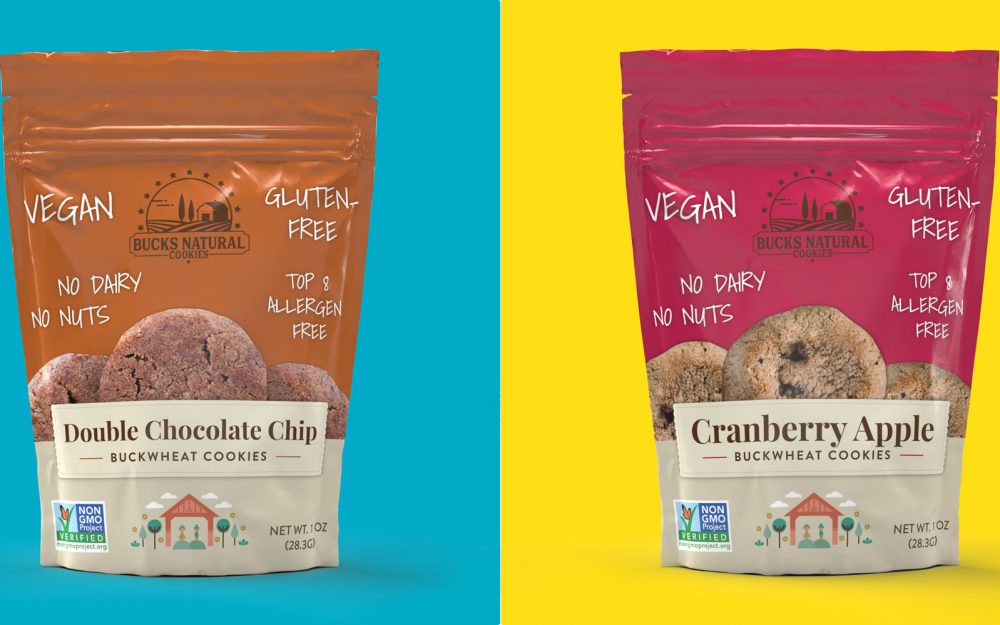 VEGAN
GLUTEN-
FREE
BUCKS NATURAL
COOKIES
NO DAIRY
NO NUTS
TOP 8
ALLERGEN
FREE
Double Chocolate Chip
BUCKWHEAT COOKIES
NON
GMO
Project
VERIFIED
nongmoproject.org
NET WT. 1 OZ
(28.3G)
VEGAN
GLUTEN-
FREE
BUCKS NATURAL
COOKIES
NO DAIRY
NO NUTS
TOP 8
ALLERGEN
FREE
Cranberry Apple
BUCKWHEAT COOKIES
NON
GMO
Project
VERIFIED
nongmoproject.org
NET WT. 1 OZ
(28.3G)